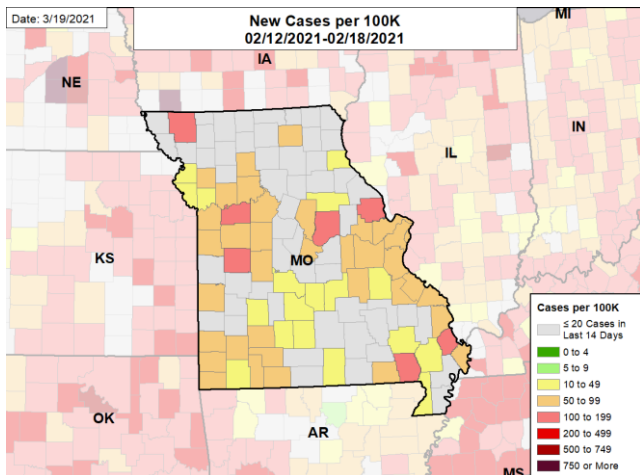 Date: 3/19/2021
New Cases per 100K
02/12/2021-02/18/2021
MI
IA
NE
IL
IN
KS
MO
OK
AR
MS
Cases per 100K
≤ 20 Cases in
Last 14 Days
0 to 4
5 to 9
10 to 49
50 to 99
100 to 199
200 to 499
500 to 749
750 or More